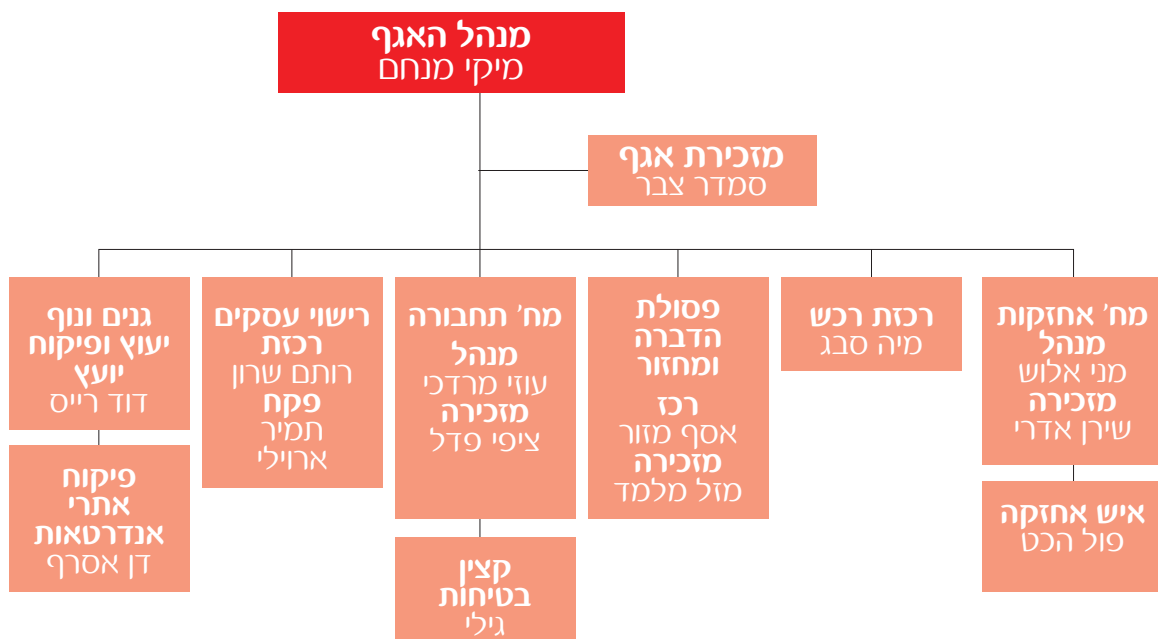 מנהל האגף
מיקי מנחם
מזכירת אגף
סמדר צבר
מח' אחזקות
מנהל
מני אלוש
מזכירה
שירן אדרי
איש אחזקה
פול הכט
רכזת רכש
מיה סבג
פסולת
הדברה
ומחזור
רכז
אסף מזור
מזכירה
מזל מלמד
מח' תחבורה
מנהל
עוזי מרדכי
מזכירה
ציפי פדל
קצין
בטיחות
גילי
רישוי עסקים
רכזת
רותם שרון
פקח
תמיר
ארוילי
גנים ונוף
יעוץ ופיקוח
יועץ
דוד רייס
פיקוח
אתרי
אנדרטאות
דן אסרף